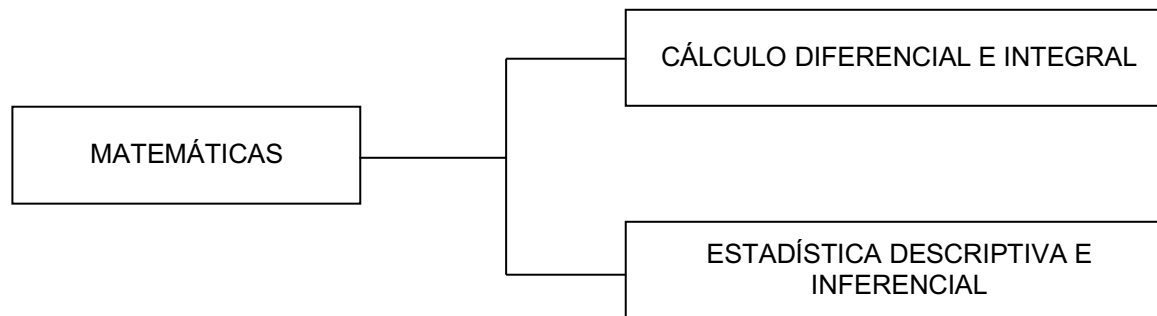 CÁLCULO DIFERENCIAL E INTEGRAL
MATEMÁTICAS
ESTADÍSTICA DESCRIPTIVA E
INFERENCIAL